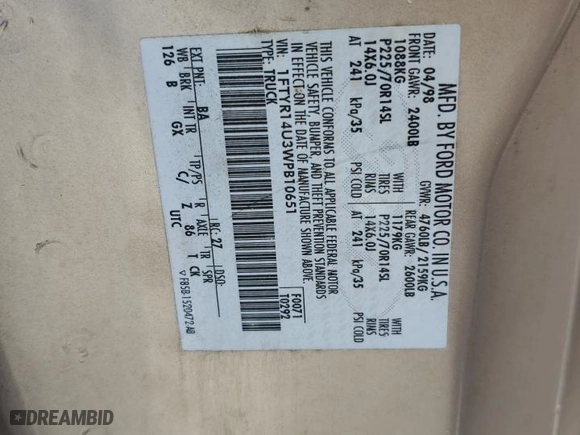 MFD. BY FORD MOTOR CO. IN U.S.A.
DATE: 04/98 GVWR: 4760LB/ 2159KG
FRONT GAWR: 2400LB REAR GAWR: 2600LB
1088KG WITH 1179KG WITH
P225/70R14SL TIRES P225/70R14SL TIRES
14X6.0J RIMS 14X6.0J RIMS
AT 241 kPa/35 PSI COLD AT 241 kPa/35 PSI COLD
THIS VEHICLE CONFORMS TO ALL APPLICABLE FEDERAL MOTOR
VEHICLE SAFETY, BUMPER, AND THEFT PREVENTION STANDARDS
IN EFFECT ON THE DATE OF MANUFACTURE SHOWN ABOVE.
VIN: 1FTYR14U3WPB10651 F0071
TYPE: TRUCK T0292
EXT PNT: BA RC: 27 DSO:
WB BRK INT TR TP/PS R AXLE TR SPR
126 B GX C/ Z 86 T CK
UTC ▽ F85B-1520472-AB
DREAMBID